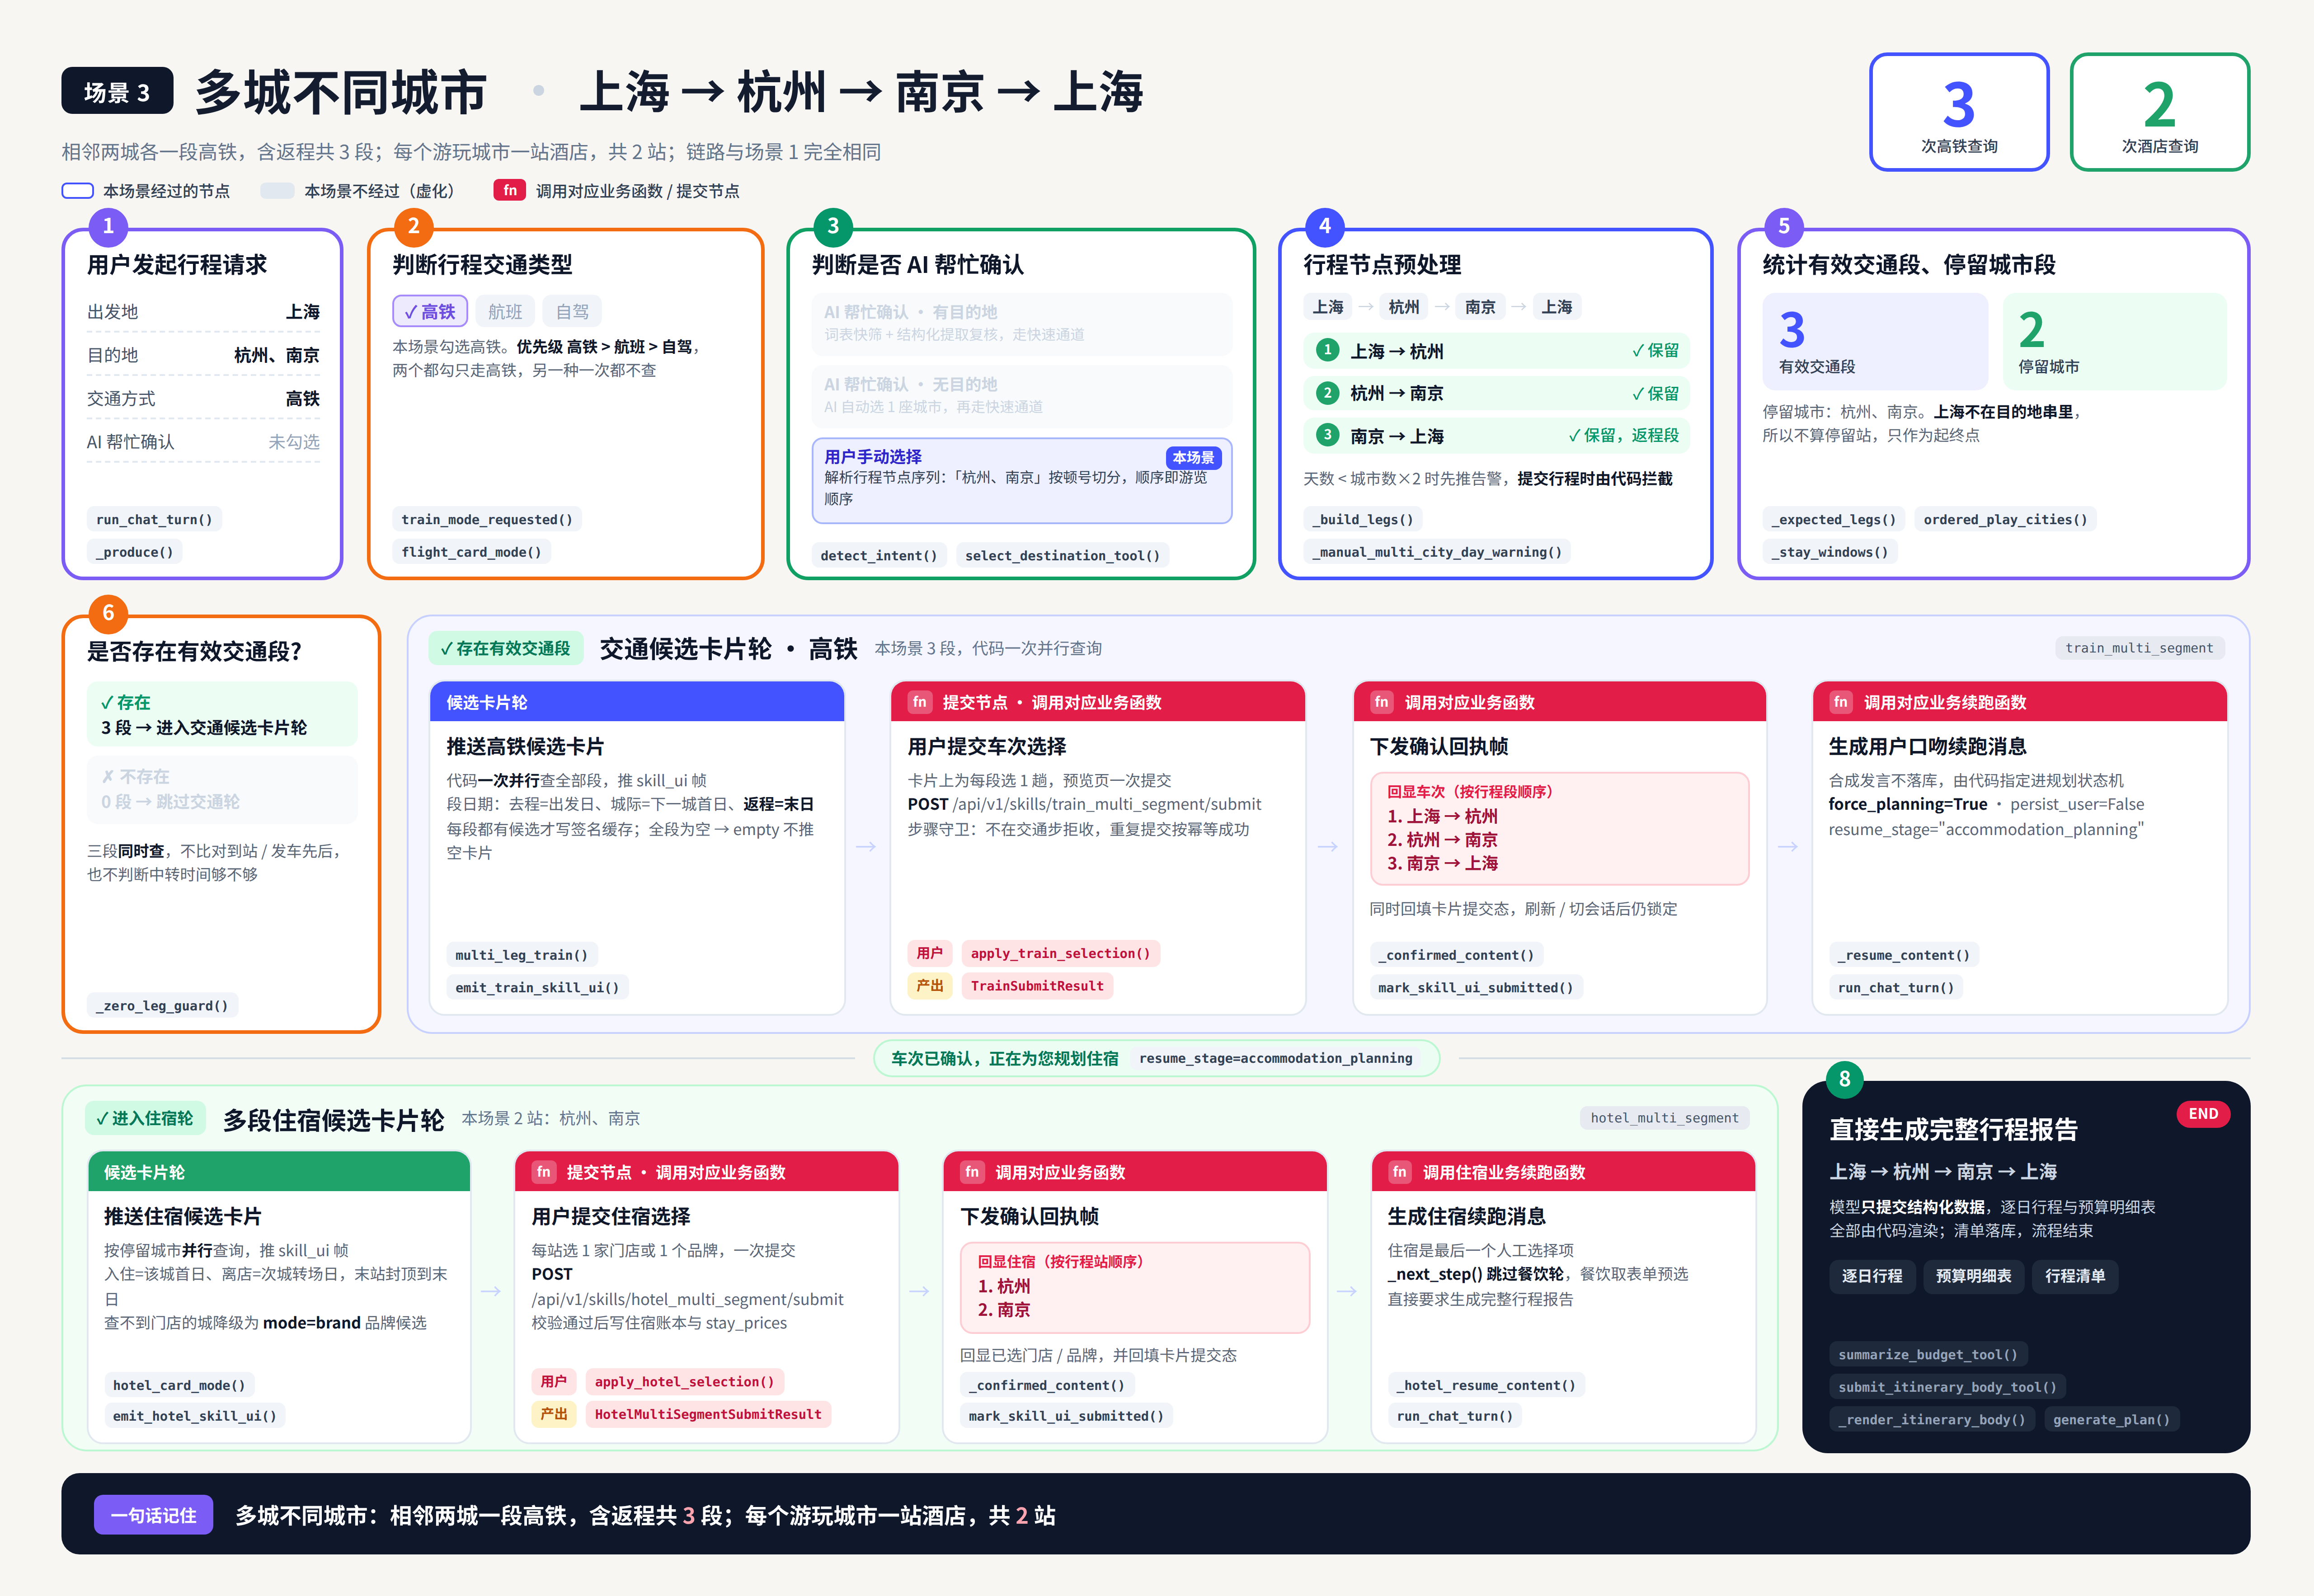 场景 3
多城不同城市 • 上海 → 杭州 → 南京 → 上海
相邻两城各一段高铁，含返程共 3 段；每个游玩城市一站酒店，共 2 站；链路与场景 1 完全相同
本场景经过的节点
本场景不经过（虚化）
fn 调用对应业务函数 / 提交节点
3
次高铁查询
2
次酒店查询
1
用户发起行程请求
出发地 上海
目的地 杭州、南京
交通方式 高铁
AI 帮忙确认 未勾选
run_chat_turn()
_produce()
2
判断行程交通类型
✓ 高铁 航班 自驾
本场景勾选高铁。优先级 高铁 > 航班 > 自驾，
两个都勾只走高铁，另一种一次都不查
train_mode_requested()
flight_card_mode()
3
判断是否 AI 帮忙确认
AI 帮忙确认 • 有目的地
词表快筛 + 结构化提取复核，走快速通道
AI 帮忙确认 • 无目的地
AI 自动选 1 座城市，再走快速通道
用户手动选择 本场景
解析行程节点序列：「杭州、南京」按顿号切分，顺序即游览
顺序
detect_intent() select_destination_tool()
4
行程节点预处理
上海 → 杭州 → 南京 → 上海
1 上海 → 杭州 ✓ 保留
2 杭州 → 南京 ✓ 保留
3 南京 → 上海 ✓ 保留，返程段
天数 < 城市数×2 时先推告警，提交行程时由代码拦截
_build_legs()
_manual_multi_city_day_warning()
5
统计有效交通段、停留城市段
3
有效交通段
2
停留城市
停留城市：杭州、南京。上海不在目的地串里，
所以不算停留站，只作为起终点
_expected_legs() ordered_play_cities()
_stay_windows()
6
是否存在有效交通段?
✓ 存在
3 段 → 进入交通候选卡片轮
✗ 不存在
0 段 → 跳过交通轮
三段同时查，不比对到站 / 发车先后，
也不判断中转时间够不够
_zero_leg_guard()
✓ 存在有效交通段 交通候选卡片轮 • 高铁 本场景 3 段，代码一次并行查询
train_multi_segment
候选卡片轮
推送高铁候选卡片
代码一次并行查全部段，推 skill_ui 帧
段日期：去程=出发日、城际=下一城首日、返程=末日
每段都有候选才写签名缓存；全段为空 → empty 不推
空卡片
multi_leg_train()
emit_train_skill_ui()
→
fn 提交节点 • 调用对应业务函数
用户提交车次选择
卡片上为每段选 1 趟，预览页一次提交
POST /api/v1/skills/train_multi_segment/submit
步骤守卫：不在交通步拒收，重复提交按幂等成功
用户 apply_train_selection()
产出 TrainSubmitResult
→
fn 调用对应业务函数
下发确认回执帧
回显车次（按行程段顺序）
1. 上海 → 杭州
2. 杭州 → 南京
3. 南京 → 上海
同时回填卡片提交态，刷新 / 切会话后仍锁定
_confirmed_content()
mark_skill_ui_submitted()
→
fn 调用对应业务续跑函数
生成用户口吻续跑消息
合成发言不落库，由代码指定进规划状态机
force_planning=True • persist_user=False
resume_stage="accommodation_planning"
_resume_content()
run_chat_turn()
车次已确认，正在为您规划住宿 resume_stage=accommodation_planning
✓ 进入住宿轮 多段住宿候选卡片轮 本场景 2 站：杭州、南京
hotel_multi_segment
候选卡片轮
推送住宿候选卡片
按停留城市并行查询，推 skill_ui 帧
入住=该城首日、离店=次城转场日，末站封顶到末
日
查不到门店的城降级为 mode=brand 品牌候选
hotel_card_mode()
emit_hotel_skill_ui()
→
fn 提交节点 • 调用对应业务函数
用户提交住宿选择
每站选 1 家门店或 1 个品牌，一次提交
POST
/api/v1/skills/hotel_multi_segment/submit
校验通过后写住宿账本与 stay_prices
用户 apply_hotel_selection()
产出 HotelMultiSegmentSubmitResult
→
fn 调用对应业务函数
下发确认回执帧
回显住宿（按行程站顺序）
1. 杭州
2. 南京
回显已选门店 / 品牌，并回填卡片提交态
_confirmed_content()
mark_skill_ui_submitted()
→
fn 调用住宿业务续跑函数
生成住宿续跑消息
住宿是最后一个人工选择项
_next_step() 跳过餐饮轮，餐饮取表单预选
直接要求生成完整行程报告
_hotel_resume_content()
run_chat_turn()
8
END
直接生成完整行程报告
上海 → 杭州 → 南京 → 上海
模型只提交结构化数据，逐日行程与预算明细表
全部由代码渲染；清单落库，流程结束
逐日行程 预算明细表 行程清单
summarize_budget_tool()
submit_itinerary_body_tool()
_render_itinerary_body() generate_plan()
一句话记住 多城不同城市：相邻两城一段高铁，含返程共 3 段；每个游玩城市一站酒店，共 2 站